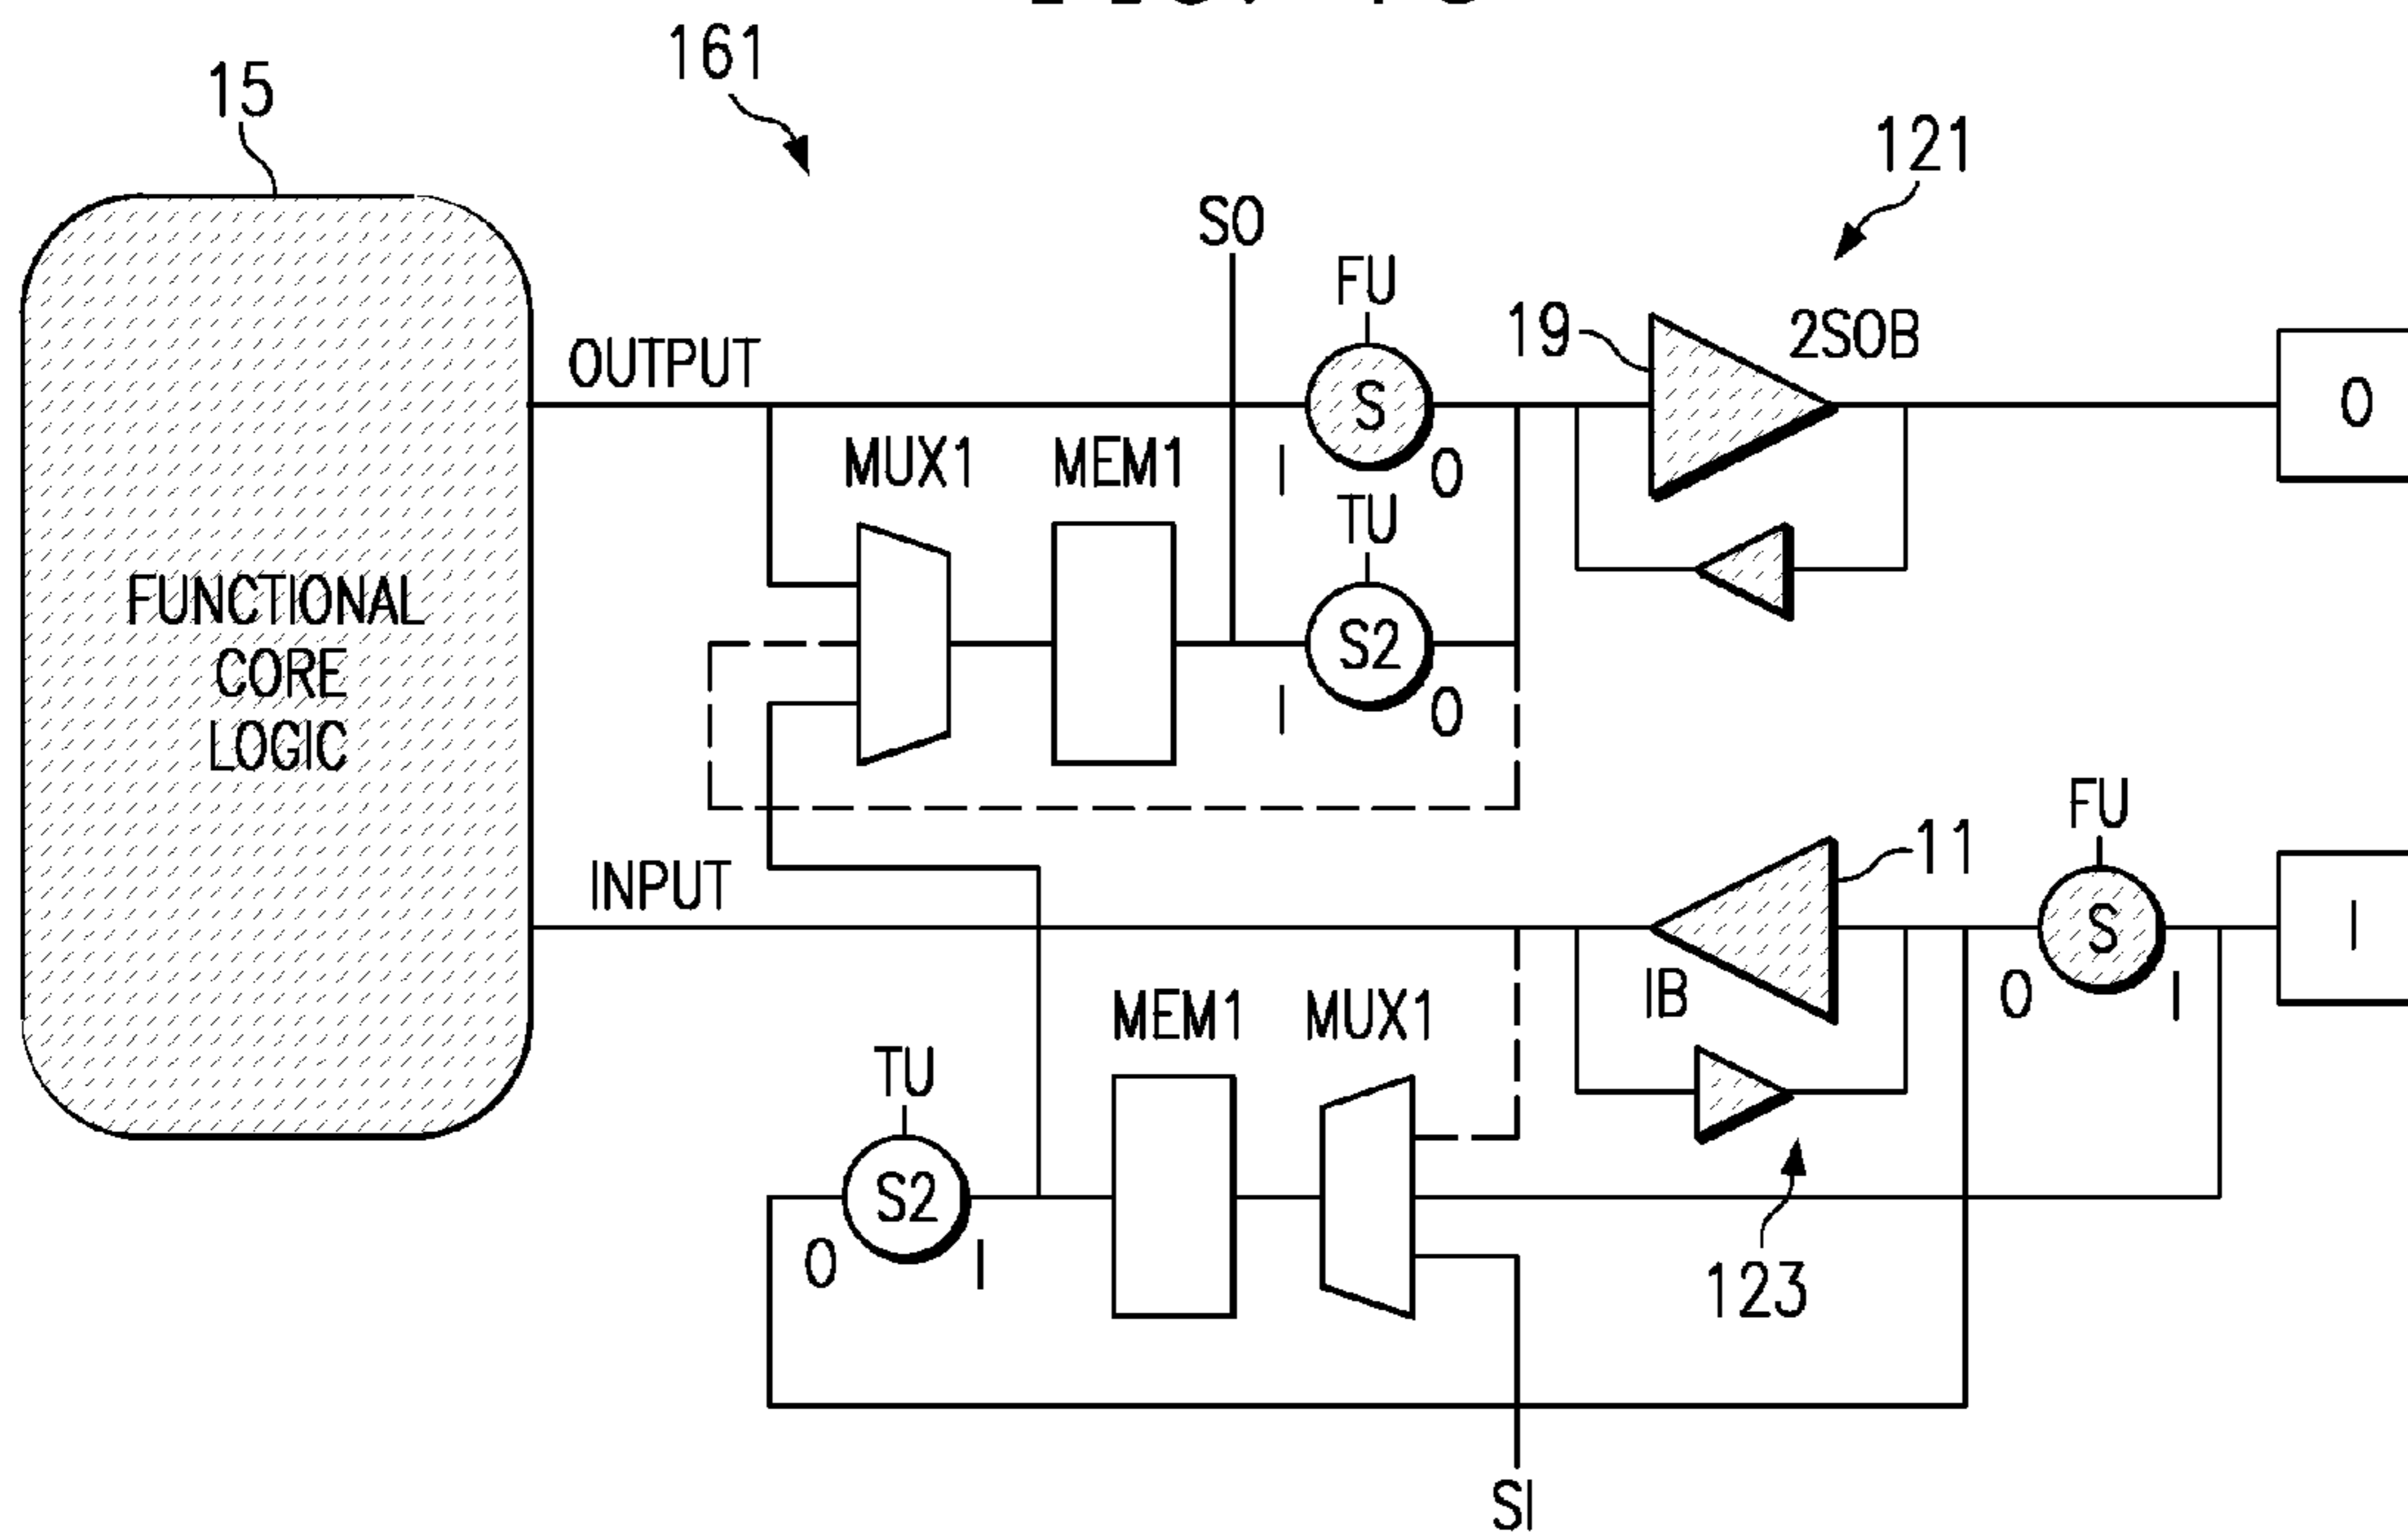 161
15
121
SO
FU
19
2SOB
OUTPUT
S
O
MUX1
MEM1
I
O
TU
FUNCTIONAL
CORE
LOGIC
S2
I
O
FU
11
INPUT
S
I
IB
O
I
MEM1
MUX1
TU
S2
O
I
123
SI